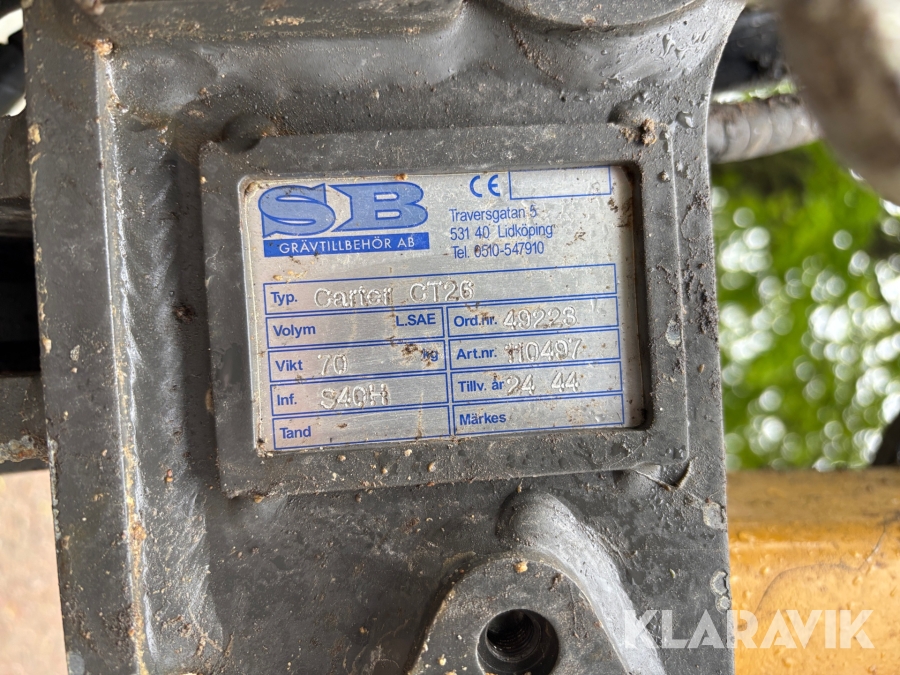 SB
GRÄVTILLBEHÖR AB
CE
Traversgatan 5
531 40 Lidköping
Tel. 0510-547910
Typ. Carter CT26
Volym L.SAE Ord.nr. 49228
Vikt 70 kg Art.nr. 110497
Inf. S40H Tillv. år 24 44
Tand Märkes
KLARAVIK